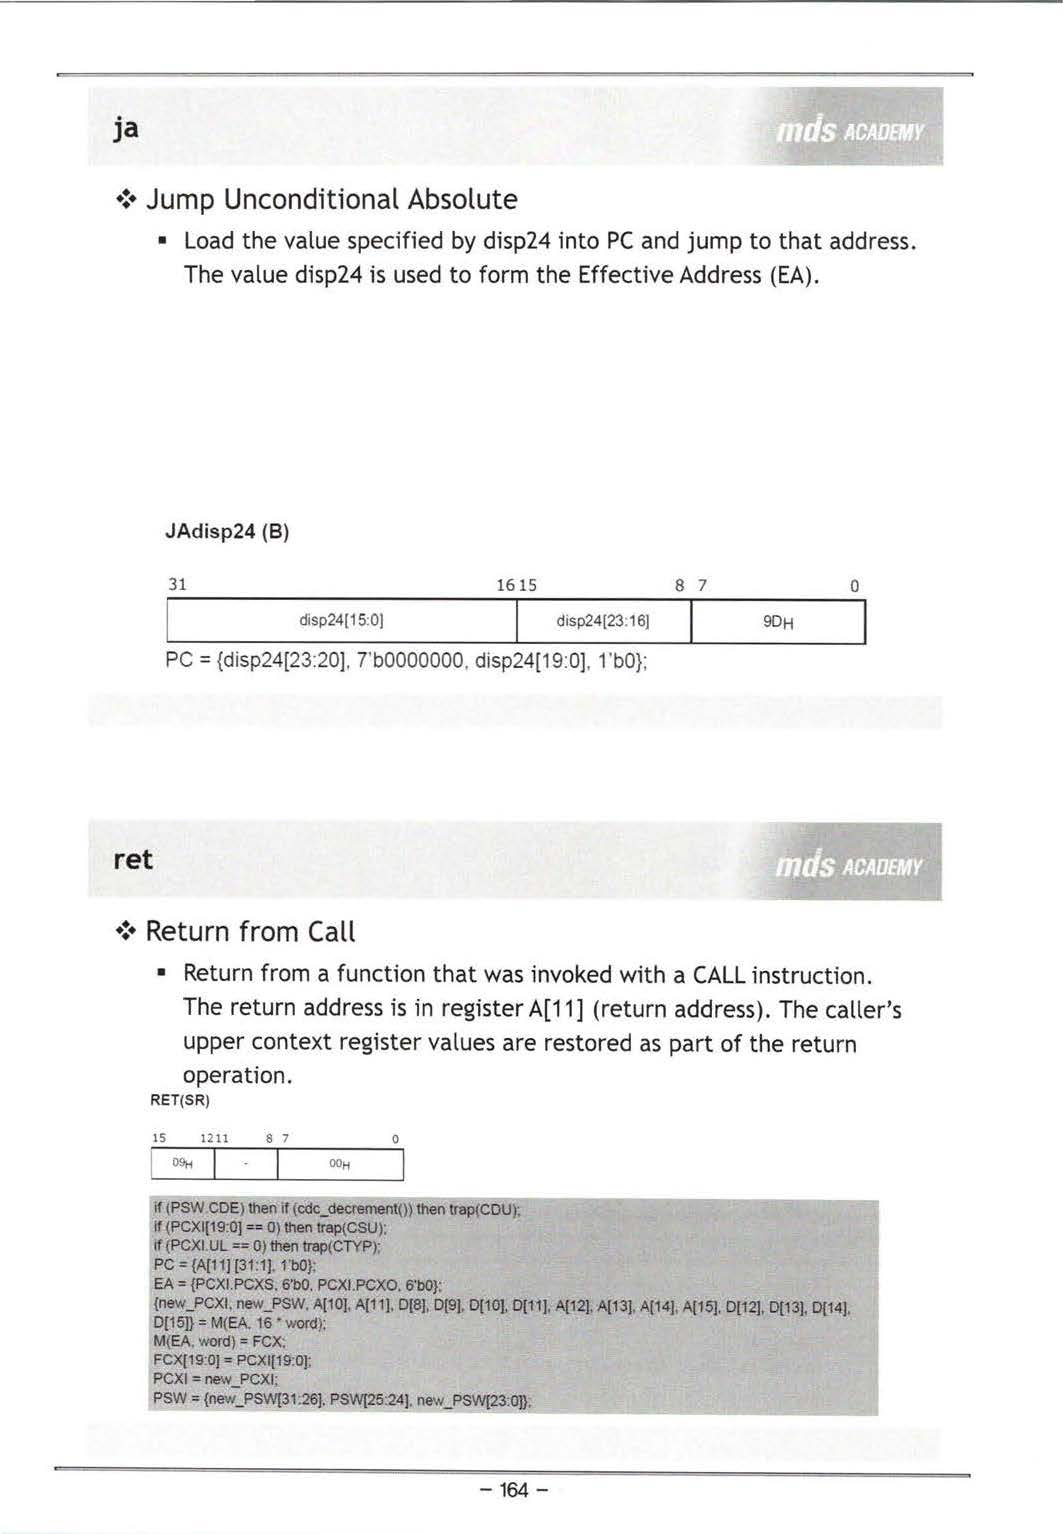 ja
mds ACADEMY
❖ Jump Unconditional Absolute
▪ Load the value specified by disp24 into PC and jump to that address.
The value disp24 is used to form the Effective Address (EA).
JAdisp24 (B)
31 16 15 8 7 0
disp24[15:0] disp24[23:16] 9DH
PC = {disp24[23:20], 7'b0000000, disp24[19:0], 1'b0};
ret
mds ACADEMY
❖ Return from Call
▪ Return from a function that was invoked with a CALL instruction.
The return address is in register A[11] (return address). The caller's
upper context register values are restored as part of the return
operation.
RET(SR)
15 12 11 8 7 0
09H - 00H
if (PSW.CDE) then if (cdc_decrement()) then trap(CDU);
if (PCXI[19:0] == 0) then trap(CSU);
if (PCXI.UL == 0) then trap(CTYP);
PC = {A[11] [31:1], 1'b0};
EA = {PCXI.PCXS, 6'b0, PCXI.PCXO, 6'b0};
{new_PCXI, new_PSW, A[10], A[11], D[8], D[9], D[10], D[11], A[12], A[13], A[14], A[15], D[12], D[13], D[14],
D[15]} = M(EA, 16 * word);
M(EA, word) = FCX;
FCX[19:0] = PCXI[19:0];
PCXI = new_PCXI;
PSW = {new_PSW[31:26], PSW[25:24], new_PSW[23:0]};
- 164 -